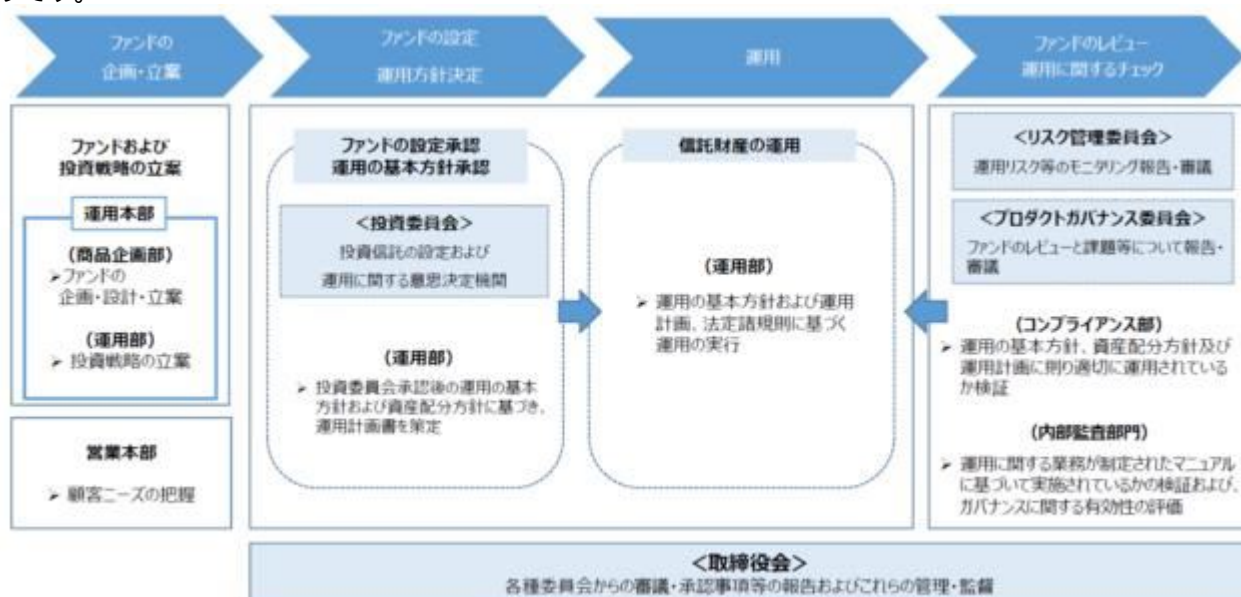 ファンドの
企画・立案
ファンドの設定
運用方針決定
運用
ファンドのレビュー
運用に関するチェック
ファンドおよび
投資戦略の立案
運用本部
(商品企画部)
➢ファンドの
企画・設計・立案
(運用部)
➢ 投資戦略の立案
営業本部
➢ 顧客ニーズの把握
ファンドの設定承認
運用の基本方針承認
<投資委員会>
投資信託の設定および
運用に関する意思決定機関
(運用部)
➢ 投資委員会承認後の運用の基本
方針および資産配分方針に基づき、
運用計画書を策定
信託財産の運用
(運用部)
➢ 運用の基本方針および運用
計画、法定諸規則に基づく
運用の実行
<リスク管理委員会>
運用リスク等のモニタリング報告・審議
<プロダクトガバナンス委員会>
ファンドのレビューと課題等について報告・
審議
(コンプライアンス部)
➢ 運用の基本方針、資産配分方針及び
運用計画に則り適切に運用されている
か検証
(内部監査部門)
➢ 運用に関する業務が制定されたマニュアル
に基づいて実施されているかの検証および、
ガバナンスに関する有効性の評価
<取締役会>
各種委員会からの審議・承認事項等の報告およびこれらの管理・監督